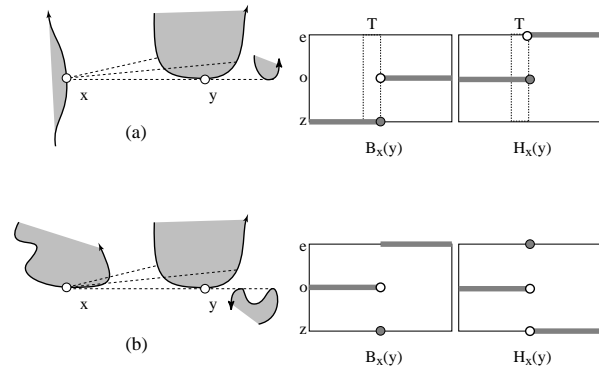 T T
e e
o o
x y
z z
(a)
B_x(y) H_x(y)
e e
o o
x y
z z
(b)
B_x(y) H_x(y)